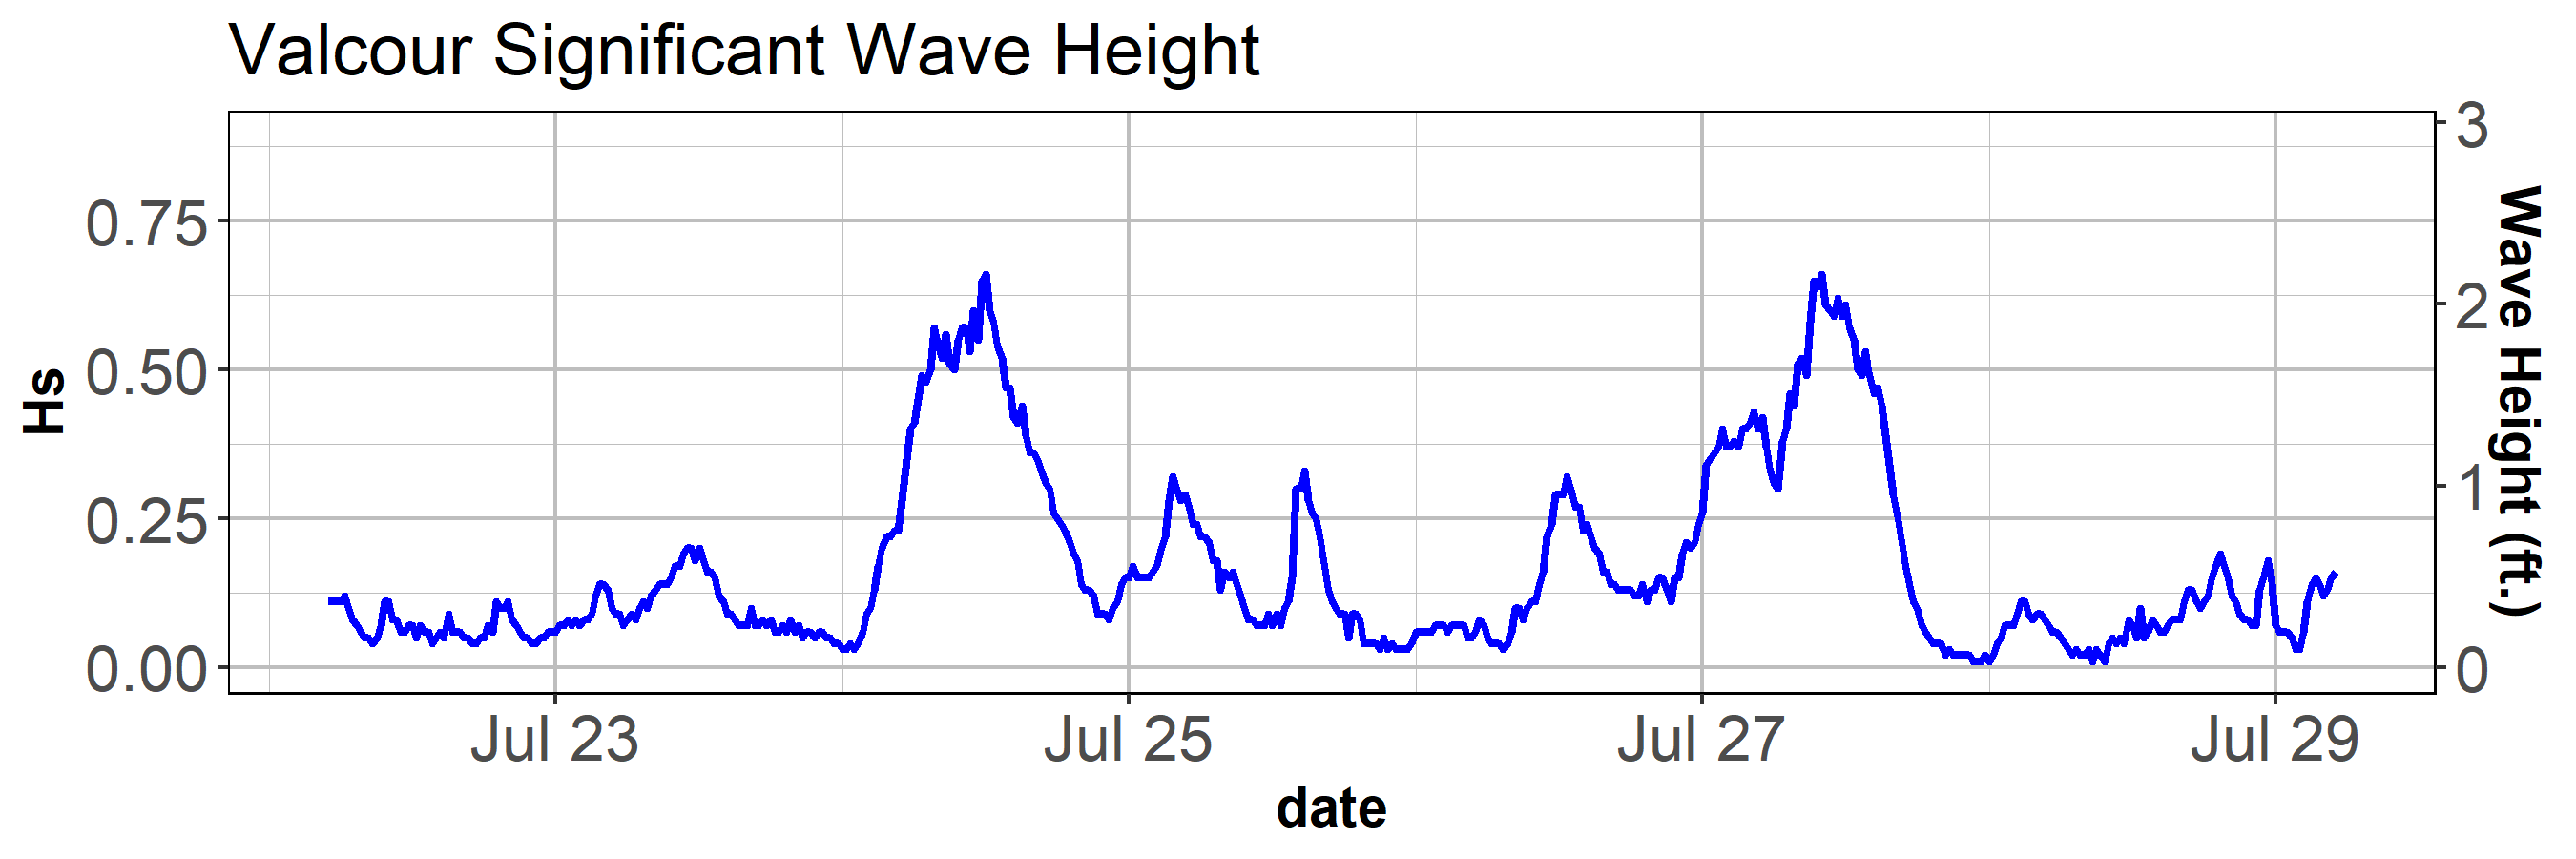 Valcour Significant Wave Height
Hs
0.75
0.50
0.25
0.00
3
2
1
0
Wave Height (ft.)
Jul 23
Jul 25
Jul 27
Jul 29
date